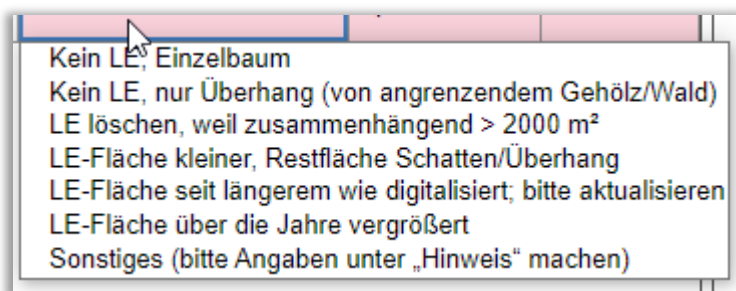 Kein LE, Einzelbaum
Kein LE, nur Überhang (von angrenzendem Gehölz/Wald)
LE löschen, weil zusammenhängend > 2000 m²
LE-Fläche kleiner, Restfläche Schatten/Überhang
LE-Fläche seit längerem wie digitalisiert; bitte aktualisieren
LE-Fläche über die Jahre vergrößert
Sonstiges (bitte Angaben unter „Hinweis“ machen)